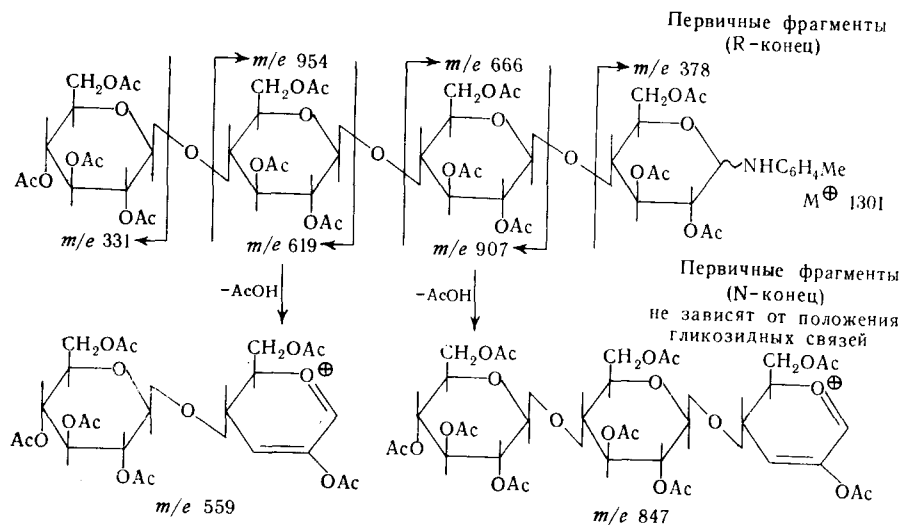 Первичные фрагменты
(R-конец)
m/e 954
m/e 666
m/e 378
CH₂OAc
CH₂OAc
CH₂OAc
CH₂OAc
O
O
O
O
O
O
O
NHC₆H₄Me
M⊕ 1301
OAc
AcO
OAc
OAc
OAc
OAc
OAc
OAc
OAc
m/e 331
m/e 619
m/e 907
Первичные фрагменты
(N-конец)
не зависят от положения
гликозидных связей
–AcOH
–AcOH
CH₂OAc
CH₂OAc
CH₂OAc
CH₂OAc
CH₂OAc
O
O
O⊕
O
O
O
O
O⊕
OAc
AcO
OAc
OAc
OAc
AcO
OAc
OAc
OAc
OAc
m/e 559
m/e 847